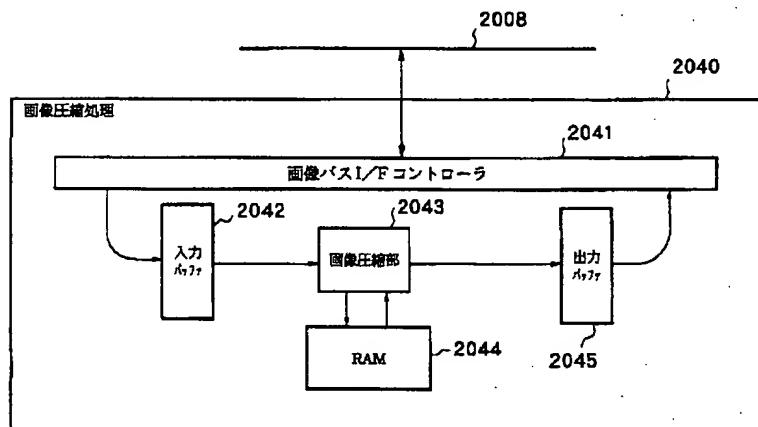 2008
2040
画像圧縮処理
2041
画像バスI/Fコントローラ
2042
2043
入力
バッファ
画像圧縮部
出力
バッファ
RAM
2044
2045